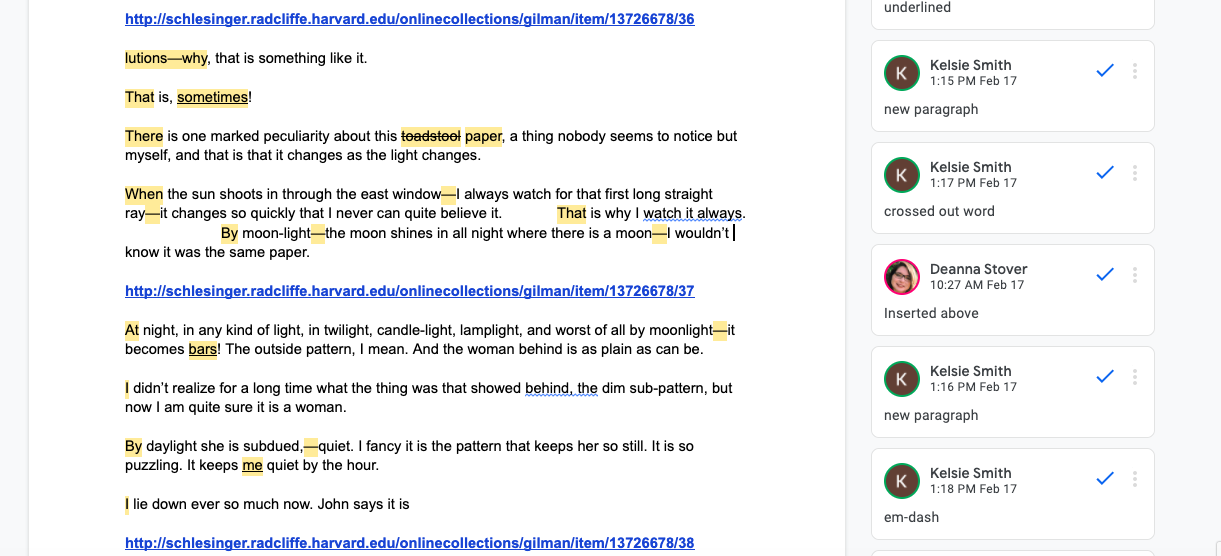 http://schlesinger.radcliffe.harvard.edu/onlinecollections/gilman/item/13726678/36
lutions—why, that is something like it.
That is, sometimes!
There is one marked peculiarity about this toadstool paper, a thing nobody seems to notice but
myself, and that is that it changes as the light changes.
When the sun shoots in through the east window—I always watch for that first long straight
ray—it changes so quickly that I never can quite believe it. That is why I watch it always.
By moon-light—the moon shines in all night where there is a moon—I wouldn't
know it was the same paper.
http://schlesinger.radcliffe.harvard.edu/onlinecollections/gilman/item/13726678/37
At night, in any kind of light, in twilight, candle-light, lamplight, and worst of all by moonlight—it
becomes bars! The outside pattern, I mean. And the woman behind is as plain as can be.
I didn't realize for a long time what the thing was that showed behind, the dim sub-pattern, but
now I am quite sure it is a woman.
By daylight she is subdued,—quiet. I fancy it is the pattern that keeps her so still. It is so
puzzling. It keeps me quiet by the hour.
I lie down ever so much now. John says it is
http://schlesinger.radcliffe.harvard.edu/onlinecollections/gilman/item/13726678/38
underlined
K
Kelsie Smith
1:15 PM Feb 17
new paragraph
K
Kelsie Smith
1:17 PM Feb 17
crossed out word
Deanna Stover
10:27 AM Feb 17
Inserted above
K
Kelsie Smith
1:16 PM Feb 17
new paragraph
K
Kelsie Smith
1:18 PM Feb 17
em-dash